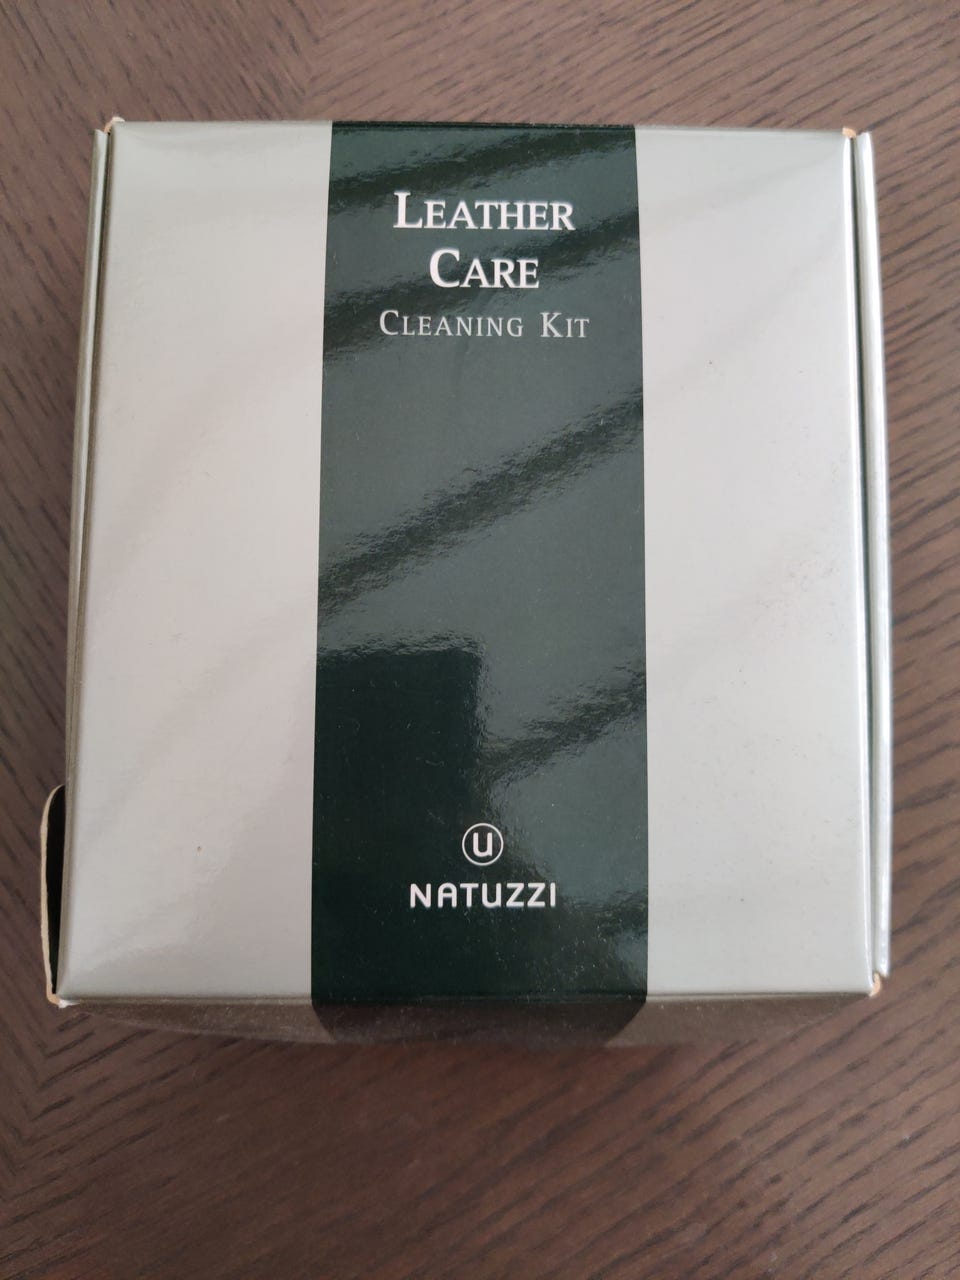 LEATHER
CARE
CLEANING KIT
U
NATUZZI